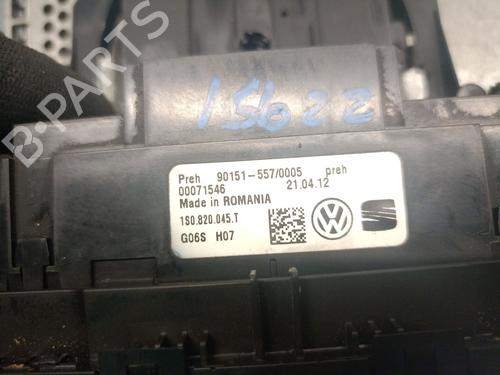 15622
Preh 90151-557/0005 preh
00071546 21.04.12
Made in ROMANIA
1S0.820.045.T
G06S H07
B-PARTS